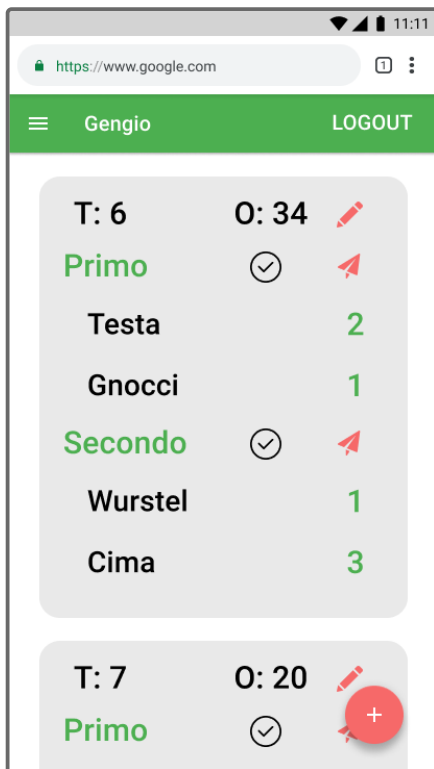 11:11
https://www.google.com 1
Gengio LOGOUT
T: 6 O: 34
Primo
Testa 2
Gnocci 1
Secondo
Wurstel 1
Cima 3
T: 7 O: 20
Primo
+